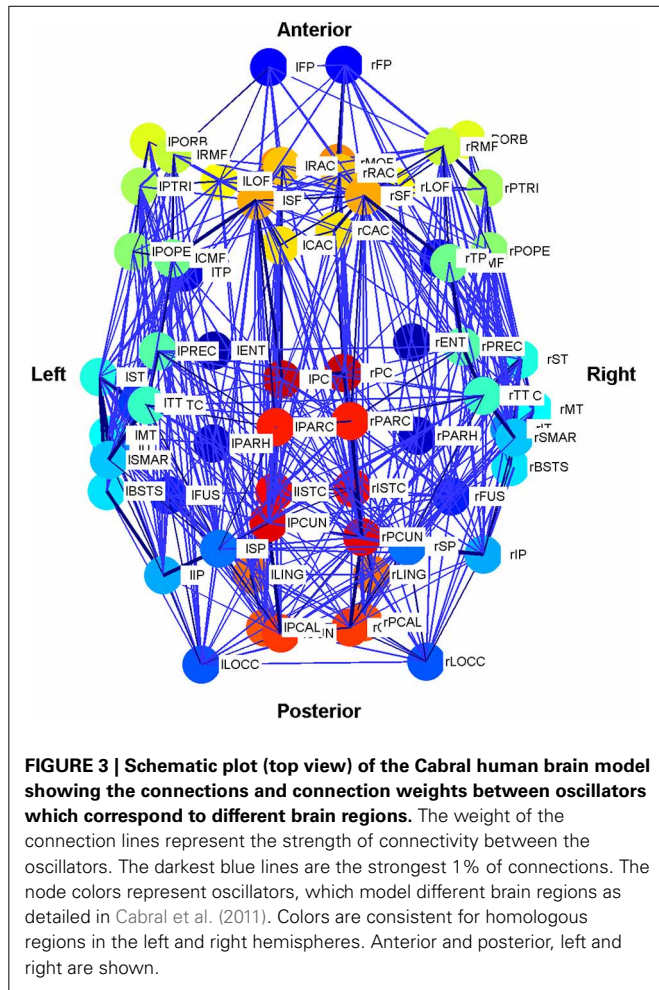 Anterior
lFP rFP
lPORB lRMF lRAC rMOF rRAC rRMF PORB
lPTRI lLOF lSF rSF rLOF rPTRI
lCAC rCAC
lPOPE lCMF lTP rTP MF rPOPE
lPREC lENT rENT rPREC rST
Left lST lPC rPC Right
lTT TC rTT C rMT
lMT lPARC rPARC rSMAR
lSMAR lPARH rPARH rBSTS
lBSTS lFUS lISTC rISTC rFUS
lPCUN rPCUN
lIP lSP lLING rLING rSP rIP
lPCAL rPCAL
lLOCC rLOCC
Posterior
FIGURE 3 | Schematic plot (top view) of the Cabral human brain model
showing the connections and connection weights between oscillators
which correspond to different brain regions. The weight of the
connection lines represent the strength of connectivity between the
oscillators. The darkest blue lines are the strongest 1% of connections. The
node colors represent oscillators, which model different brain regions as
detailed in Cabral et al. (2011). Colors are consistent for homologous
regions in the left and right hemispheres. Anterior and posterior, left and
right are shown.